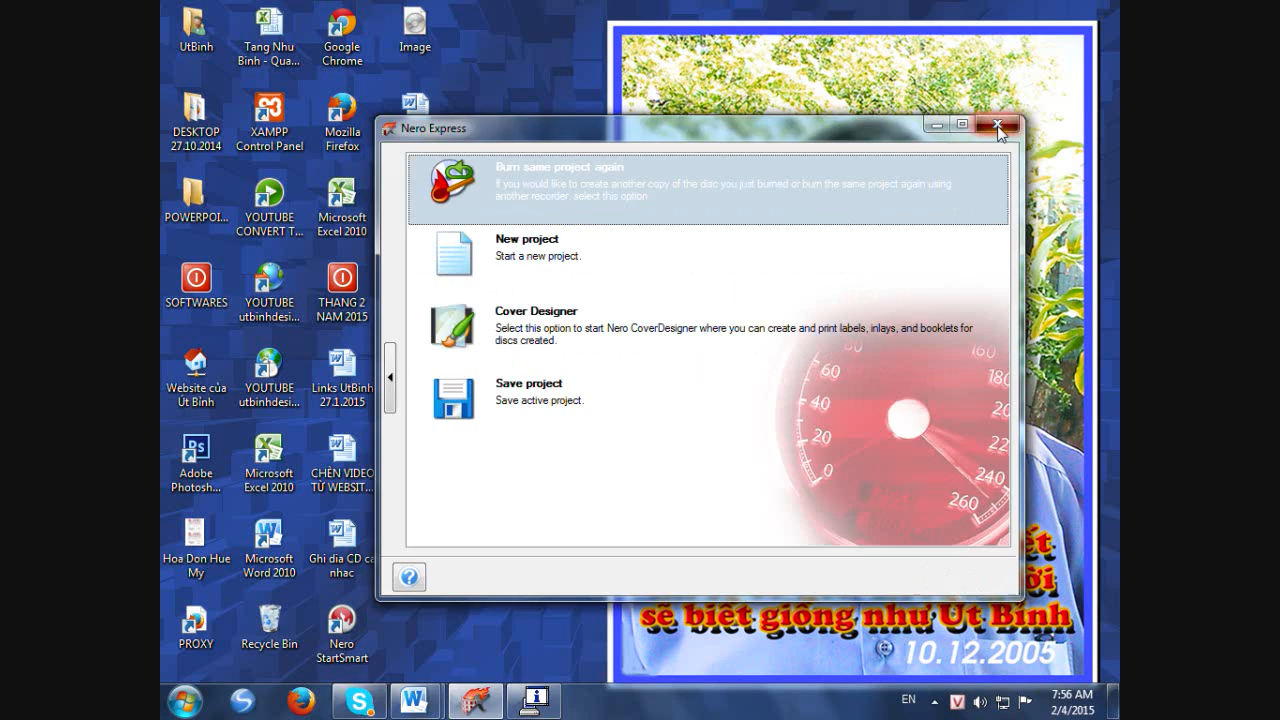 UtBinh
Tang Nhu
Binh - Qua...
Google
Chrome
Image
DESKTOP
27.10.2014
XAMPP
Control Panel
Mozilla
Firefox
POWERPOI...
YOUTUBE
CONVERT T...
Microsoft
Excel 2010
SOFTWARES
YOUTUBE
utbinhdesi...
THANG 2
NAM 2015
Website của
Út Bỉnh
YOUTUBE
utbinhdesi...
Links UtBinh
27.1.2015
Adobe
Photosh...
Microsoft
Excel 2010
CHÈN VIDEO
TỪ WEBSIT...
Hoa Don Hue
My
Microsoft
Word 2010
Ghi dia CD ca
nhac
PROXY
Recycle Bin
Nero
StartSmart
Nero Express
Burn same project again
If you would like to create another copy of the disc you just burned or burn the same project again using
another recorder, select this option
New project
Start a new project.
Cover Designer
Select this option to start Nero CoverDesigner where you can create and print labels, inlays, and booklets for
discs created.
Save project
Save active project.
0
20
40
60
80
160
180
240
260
sẽ biết giống như Út Bỉnh
10.12.2005
EN
7:56 AM
2/4/2015